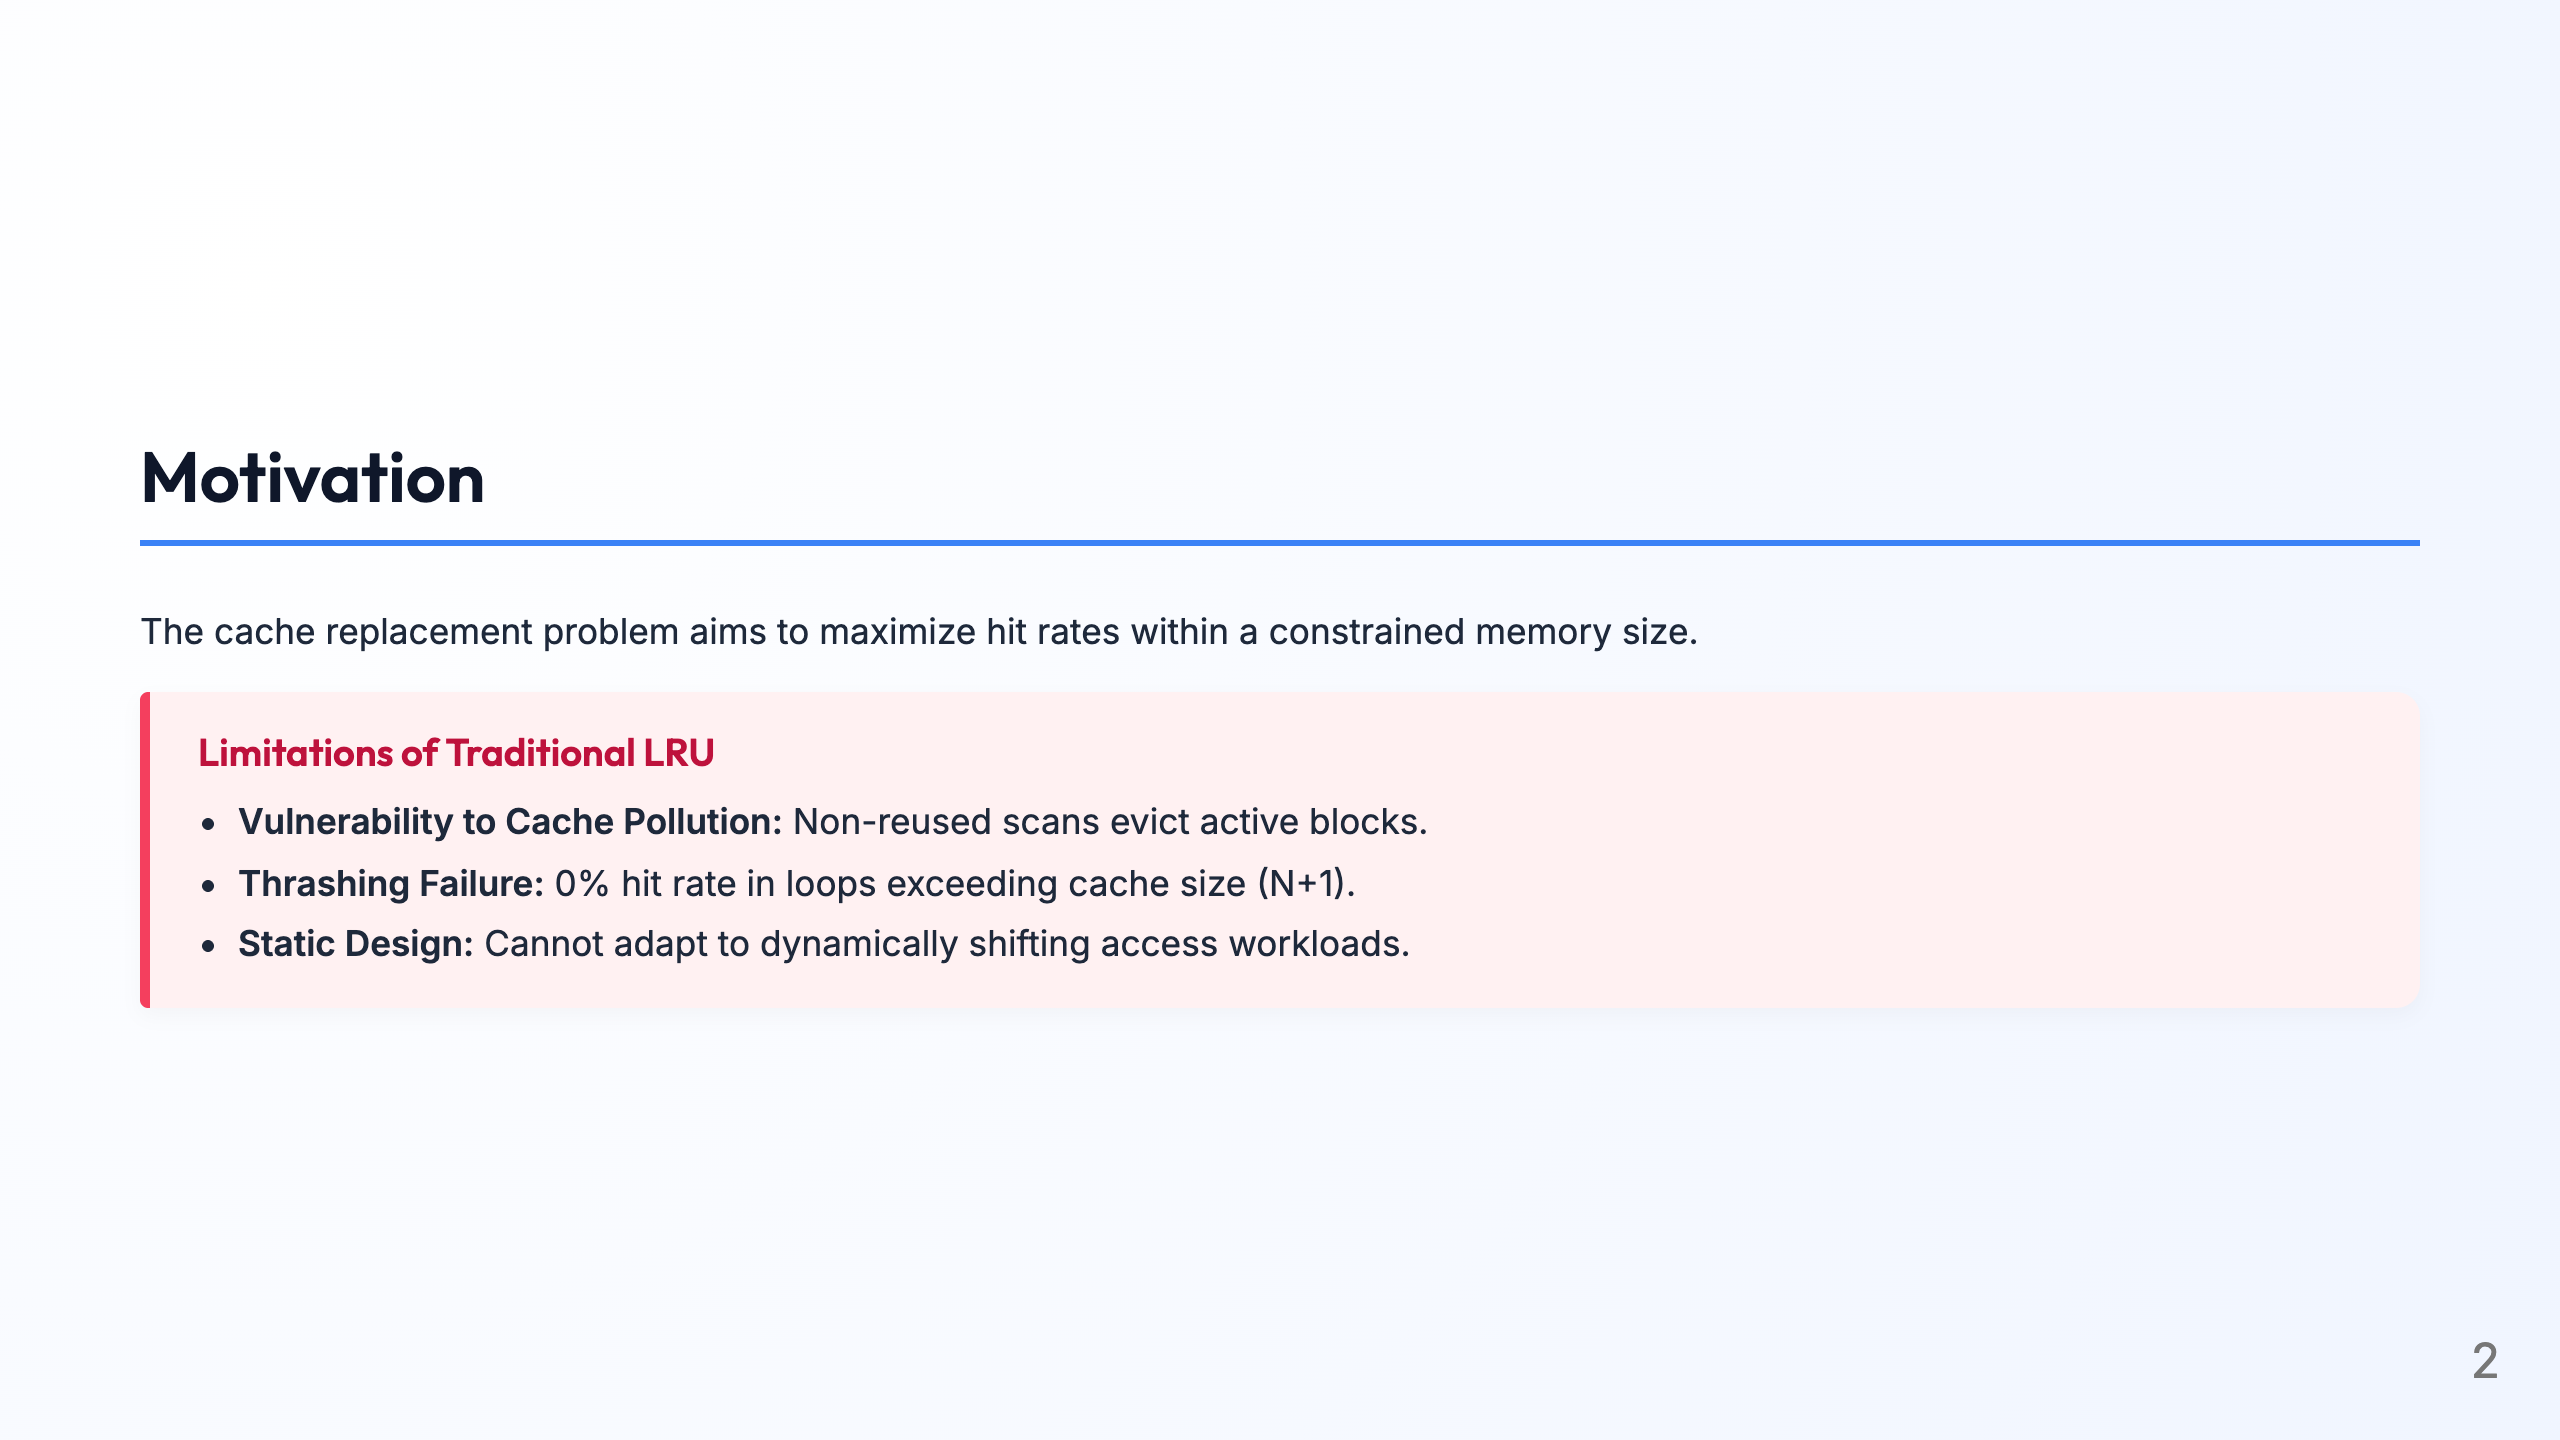 Motivation
The cache replacement problem aims to maximize hit rates within a constrained memory size.
Limitations of Traditional LRU
• Vulnerability to Cache Pollution: Non-reused scans evict active blocks.
• Thrashing Failure: 0% hit rate in loops exceeding cache size (N+1).
• Static Design: Cannot adapt to dynamically shifting access workloads.
2